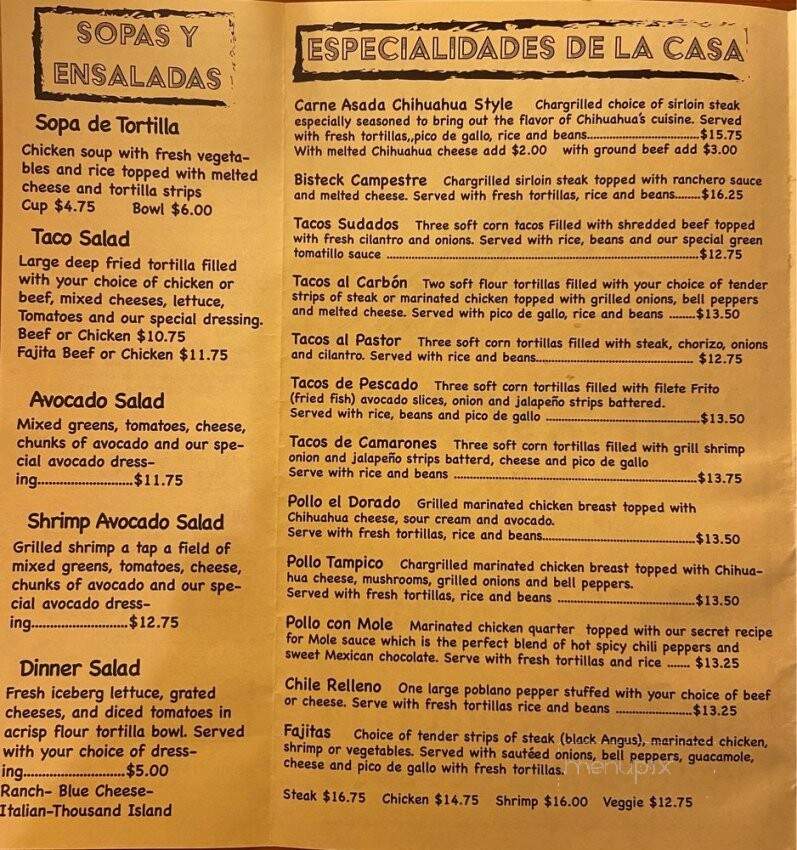 SOPAS Y
ENSALADAS
Sopa de Tortilla
Chicken soup with fresh vegeta-
bles and rice topped with melted
cheese and tortilla strips
Cup $4.75 Bowl $6.00
Taco Salad
Large deep fried tortilla filled
with your choice of chicken or
beef, mixed cheeses, lettuce,
Tomatoes and our special dressing.
Beef or Chicken $10.75
Fajita Beef or Chicken $11.75
Avocado Salad
Mixed greens, tomatoes, cheese,
chunks of avocado and our spe-
cial avocado dress-
ing..........................$11.75
Shrimp Avocado Salad
Grilled shrimp a tap a field of
mixed greens, tomatoes, cheese,
chunks of avocado and our spe-
cial avocado dress-
ing..........................$12.75
Dinner Salad
Fresh iceberg lettuce, grated
cheeses, and diced tomatoes in
acrisp flour tortilla bowl. Served
with your choice of dress-
ing...........................$5.00
Ranch- Blue Cheese-
Italian-Thousand Island
ESPECIALIDADES DE LA CASA
Carne Asada Chihuahua Style Chargrilled choice of sirloin steak
especially seasoned to bring out the flavor of Chihuahua's cuisine. Served
with fresh tortillas,,pico de gallo, rice and beans..............................$15.75
With melted Chihuahua cheese add $2.00 with ground beef add $3.00
Bisteck Campestre Chargrilled sirloin steak topped with ranchero sauce
and melted cheese. Served with fresh tortillas, rice and beans........$16.25
Tacos Sudados Three soft corn tacos Filled with shredded beef topped
with fresh cilantro and onions. Served with rice, beans and our special green
tomatillo sauce ..............................................................................$12.75
Tacos al Carbón Two soft flour tortillas filled with your choice of tender
strips of steak or marinated chicken topped with grilled onions, bell peppers
and melted cheese. Served with pico de gallo, rice and beans ........$13.50
Tacos al Pastor Three soft corn tortillas filled with steak, chorizo, onions
and cilantro. Served with rice and beans.......................................... $12.75
Tacos de Pescado Three soft corn tortillas filled with filete Frito
(fried fish) avocado slices, onion and jalapeño strips battered.
Served with rice, beans and pico de gallo ........................................$13.50
Tacos de Camarones Three soft corn tortillas filled with grill shrimp
onion and jalapeño strips batterd, cheese and pico de gallo
Serve with rice and beans ..............................................................$13.75
Pollo el Dorado Grilled marinated chicken breast topped with
Chihuahua cheese, sour cream and avocado.
Serve with fresh tortillas, rice and beans........................................$13.50
Pollo Tampico Chargrilled marinated chicken breast topped with Chihua-
hua cheese, mushrooms, grilled onions and bell peppers.
Served with fresh tortillas, rice and beans ....................................$13.50
Pollo con Mole Marinated chicken quarter topped with our secret recipe
for Mole sauce which is the perfect blend of hot spicy chili peppers and
sweet Mexican chocolate. Serve with fresh tortillas and rice ....... $13.25
Chile Relleno One large poblano pepper stuffed with your choice of beef
or cheese. Serve with fresh tortillas rice and beans .....................$13.25
Fajitas Choice of tender strips of steak (black Angus), marinated chicken,
shrimp or vegetables. Served with sautéed onions, bell peppers, guacamole,
cheese and pico de gallo with fresh tortillas.
menupix
Steak $16.75 Chicken $14.75 Shrimp $16.00 Veggie $12.75